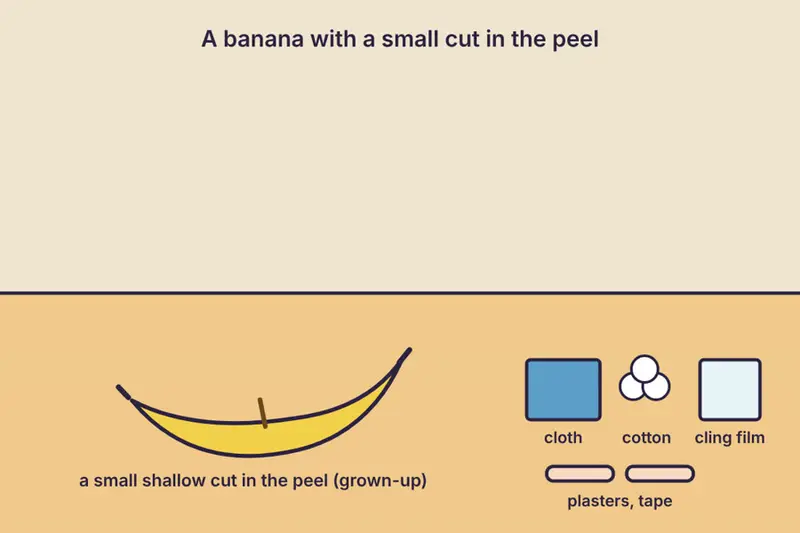 A banana with a small cut in the peel
cloth
cotton
cling film
a small shallow cut in the peel (grown-up)
plasters, tape